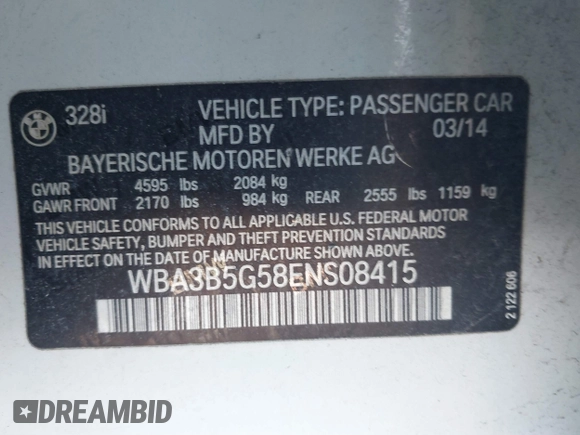 BMW
328i
VEHICLE TYPE: PASSENGER CAR
MFD BY 03/14
BAYERISCHE MOTOREN WERKE AG
GVWR 4595 lbs 2084 kg
GAWR FRONT 2170 lbs 984 kg REAR 2555 lbs 1159 kg
THIS VEHICLE CONFORMS TO ALL APPLICABLE U.S. FEDERAL MOTOR
VEHICLE SAFETY, BUMPER AND THEFT PREVENTION STANDARDS
IN EFFECT ON THE DATE OF MANUFACTURE SHOWN ABOVE.
WBA3B5G58ENS08415
2 122 606
DREAMBID